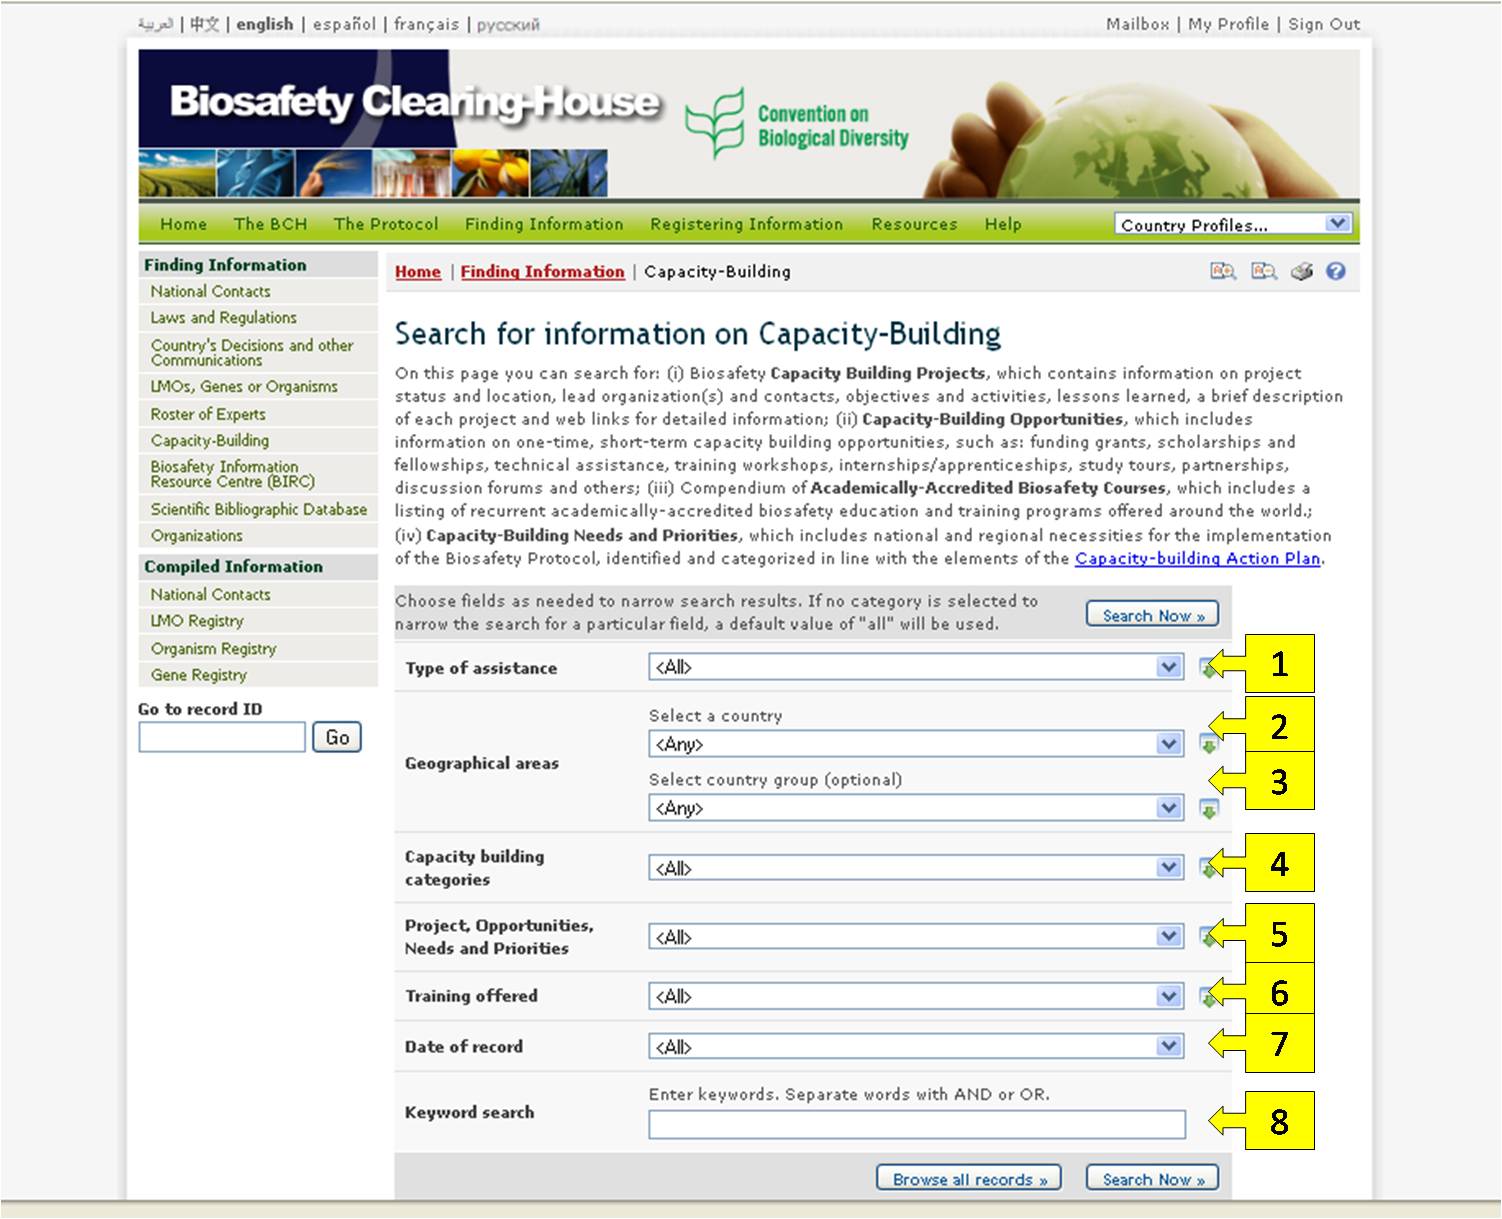 العربية | 中文 | english | español | français | русский
Mailbox | My Profile | Sign Out
Biosafety Clearing-House
Convention on
Biological Diversity
Home The BCH The Protocol Finding Information Registering Information Resources Help Country Profiles...
Finding Information
National Contacts
Laws and Regulations
Country's Decisions and other
Communications
LMOs, Genes or Organisms
Roster of Experts
Capacity-Building
Biosafety Information
Resource Centre (BIRC)
Scientific Bibliographic Database
Organizations
Compiled Information
National Contacts
LMO Registry
Organism Registry
Gene Registry
Go to record ID
Go
Home | Finding Information | Capacity-Building
Search for information on Capacity-Building
On this page you can search for: (i) Biosafety Capacity Building Projects, which contains information on project
status and location, lead organization(s) and contacts, objectives and activities, lessons learned, a brief description
of each project and web links for detailed information; (ii) Capacity-Building Opportunities, which includes
information on one-time, short-term capacity building opportunities, such as: funding grants, scholarships and
fellowships, technical assistance, training workshops, internships/apprenticeships, study tours, partnerships,
discussion forums and others; (iii) Compendium of Academically-Accredited Biosafety Courses, which includes a
listing of recurrent academically-accredited biosafety education and training programs offered around the world.;
(iv) Capacity-Building Needs and Priorities, which includes national and regional necessities for the implementation
of the Biosafety Protocol, identified and categorized in line with the elements of the Capacity-building Action Plan.
Choose fields as needed to narrow search results. If no category is selected to
narrow the search for a particular field, a default value of "all" will be used.
Search Now »
Type of assistance
<All>
1
Geographical areas
Select a country
<Any>
2
Select country group (optional)
<Any>
3
Capacity building
categories
<All>
4
Project, Opportunities,
Needs and Priorities
<All>
5
Training offered
<All>
6
Date of record
<All>
7
Keyword search
Enter keywords. Separate words with AND or OR.
8
Browse all records »
Search Now »